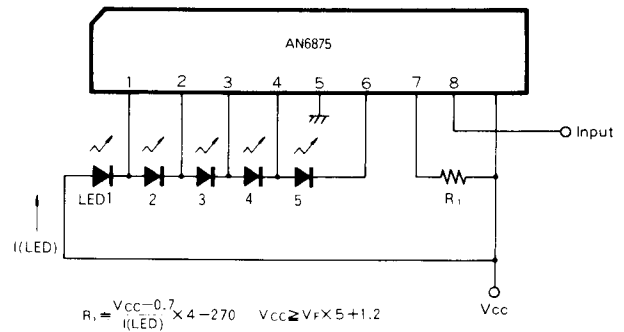 AN6875
1 2 3 4 5 6 7 8
Input
LED1 2 3 4 5
R₁
I(LED)
Vcc
R₁≒Vcc−0.7/I(LED)×4−270 Vcc≧VF×5+1.2